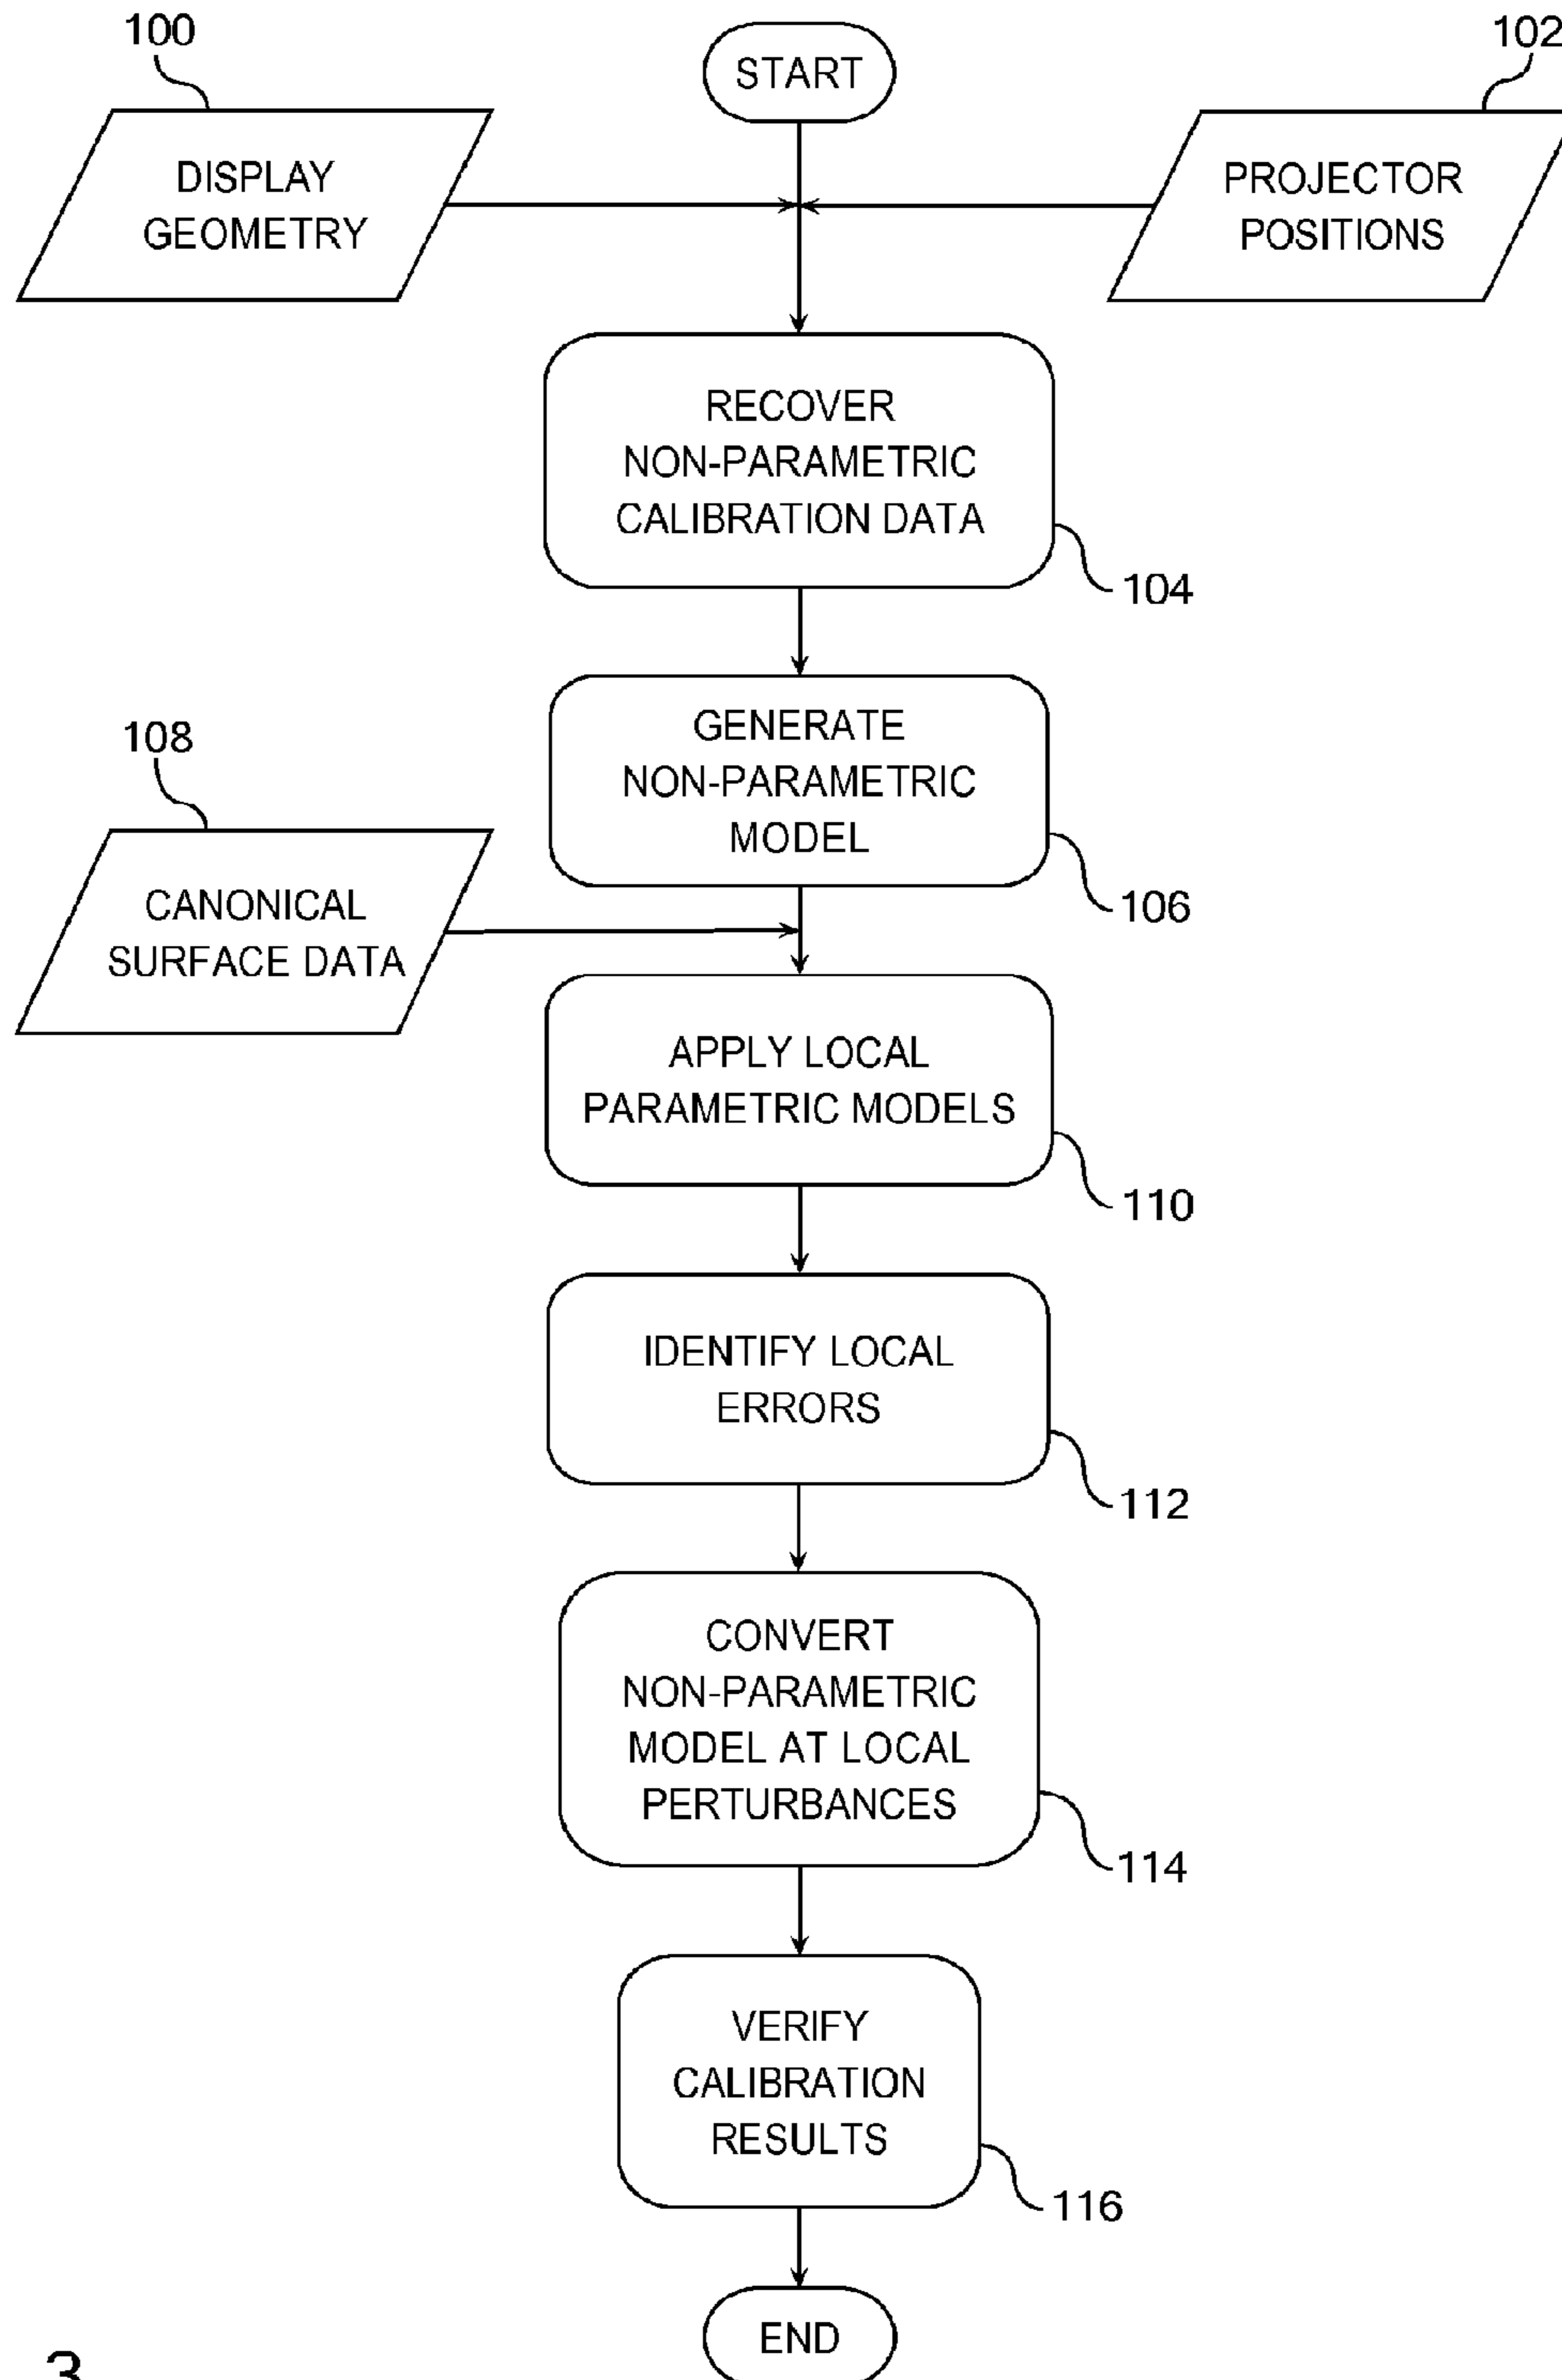 100
START
102
DISPLAY
GEOMETRY
PROJECTOR
POSITIONS
RECOVER
NON-PARAMETRIC
CALIBRATION DATA
104
GENERATE
NON-PARAMETRIC
MODEL
106
108
CANONICAL
SURFACE DATA
APPLY LOCAL
PARAMETRIC MODELS
110
IDENTIFY LOCAL
ERRORS
112
CONVERT
NON-PARAMETRIC
MODEL AT LOCAL
PERTURBANCES
114
VERIFY
CALIBRATION
RESULTS
116
END
3